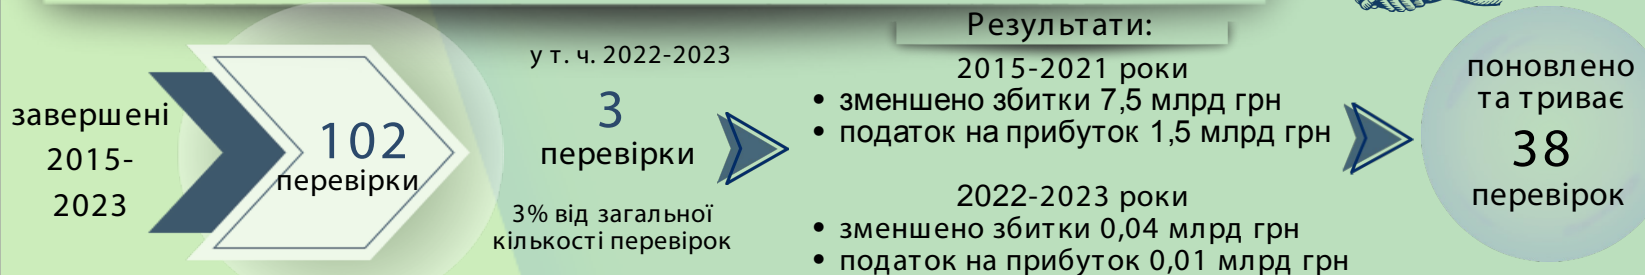 завершені
2015-
2023
102
перевірки
у т. ч. 2022-2023
3
перевірки
3% від загальної
кількості перевірок
Результати:
2015-2021 роки
• зменшено збитки 7,5 млрд грн
• податок на прибуток 1,5 млрд грн
2022-2023 роки
• зменшено збитки 0,04 млрд грн
• податок на прибуток 0,01 млрд грн
поновлено
та триває
38
перевірок